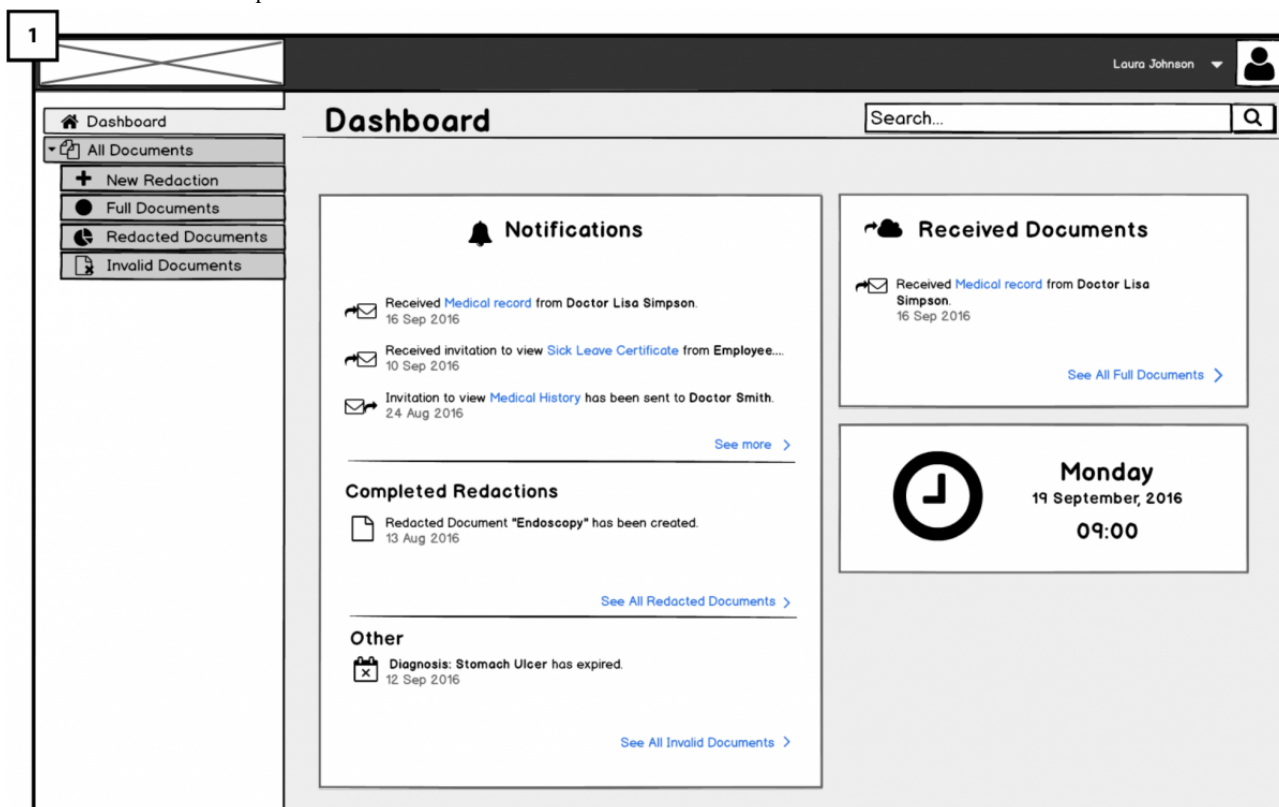 1
Laura Johnson
Dashboard
All Documents
New Redaction
Full Documents
Redacted Documents
Invalid Documents
Dashboard
Search...
Notifications
Received Medical record from Doctor Lisa Simpson.
16 Sep 2016
Received invitation to view Sick Leave Certificate from Employee....
10 Sep 2016
Invitation to view Medical History has been sent to Doctor Smith.
24 Aug 2016
See more
Completed Redactions
Redacted Document "Endoscopy" has been created.
13 Aug 2016
See All Redacted Documents
Other
Diagnosis: Stomach Ulcer has expired.
12 Sep 2016
See All Invalid Documents
Received Documents
Received Medical record from Doctor Lisa
Simpson.
16 Sep 2016
See All Full Documents
Monday
19 September, 2016
09:00